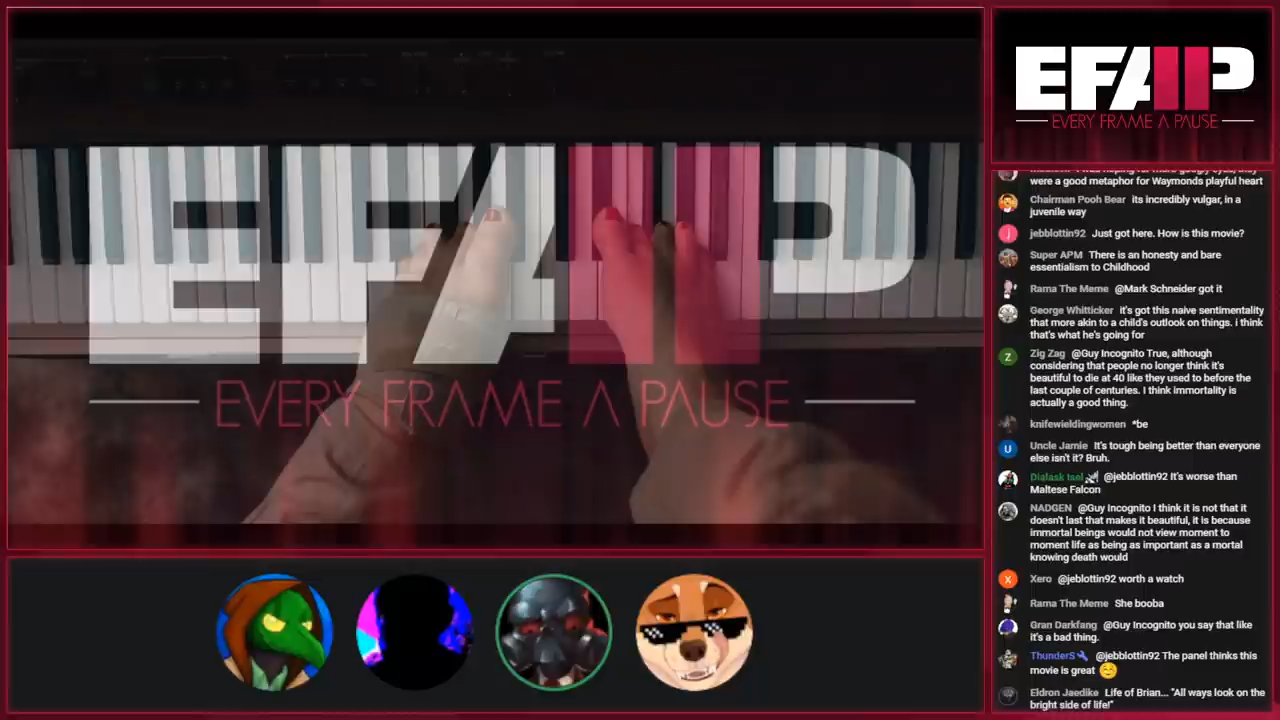 EFAP
EVERY FRAME A PAUSE
EFAP
EVERY FRAME A PAUSE
were a good metaphor for Waymonds playful heart
Chairman Pooh Bear its incredibly vulgar, in a
juvenile way
j
jebblottin92 Just got here. How is this movie?
Super APM There is an honesty and bare
essentialism to Childhood
Rama The Meme @Mark Schneider got it
George Whitticker it's got this naive sentimentality
that more akin to a child's outlook on things. i think
that's what he's going for
Z
Zig Zag @Guy Incognito True, although
considering that people no longer think it's
beautiful to die at 40 like they used to before the
last couple of centuries. I think immortality is
actually a good thing.
knifewieldingwomen *be
U
Uncle Jamie It's tough being better than everyone
else isn't it? Bruh.
@jebblottin92 It's worse than
Maltese Falcon
NADGEN @Guy Incognito I think it is not that it
doesn't last that makes it beautiful, it is because
immortal beings would not view moment to
moment life as being as important as a mortal
knowing death would
X
Xero @jeblottin92 worth a watch
Rama The Meme She booba
Gran Darkfang @Guy Incognito you say that like
it's a bad thing.
ThunderS @jebblottin92 The panel thinks this
movie is great
Eldron Jaedike Life of Brian... "All ways look on the
bright side of life!"